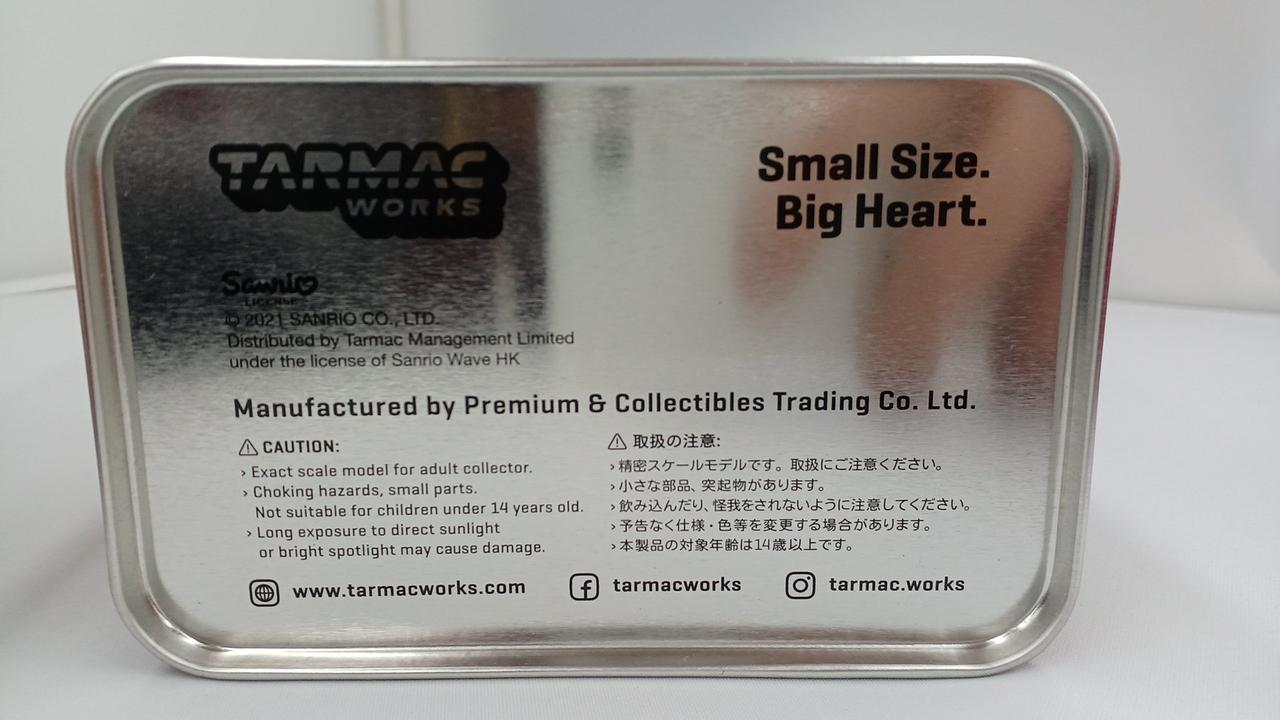 TARMAC
WORKS
Small Size.
Big Heart.
Sanrio
LICENSE
© 2021 SANRIO CO., LTD.
Distributed by Tarmac Management Limited
under the license of Sanrio Wave HK
Manufactured by Premium & Collectibles Trading Co. Ltd.
⚠ CAUTION:
› Exact scale model for adult collector.
› Choking hazards, small parts.
Not suitable for children under 14 years old.
› Long exposure to direct sunlight
or bright spotlight may cause damage.
⚠ 取扱の注意:
› 精密スケールモデルです。取扱にご注意ください。
› 小さな部品、突起物があります。
› 飲み込んだり、怪我をされないように注意してください。
› 予告なく仕様・色等を変更する場合があります。
› 本製品の対象年齢は14歳以上です。
www.tarmacworks.com
tarmacworks
tarmac.works